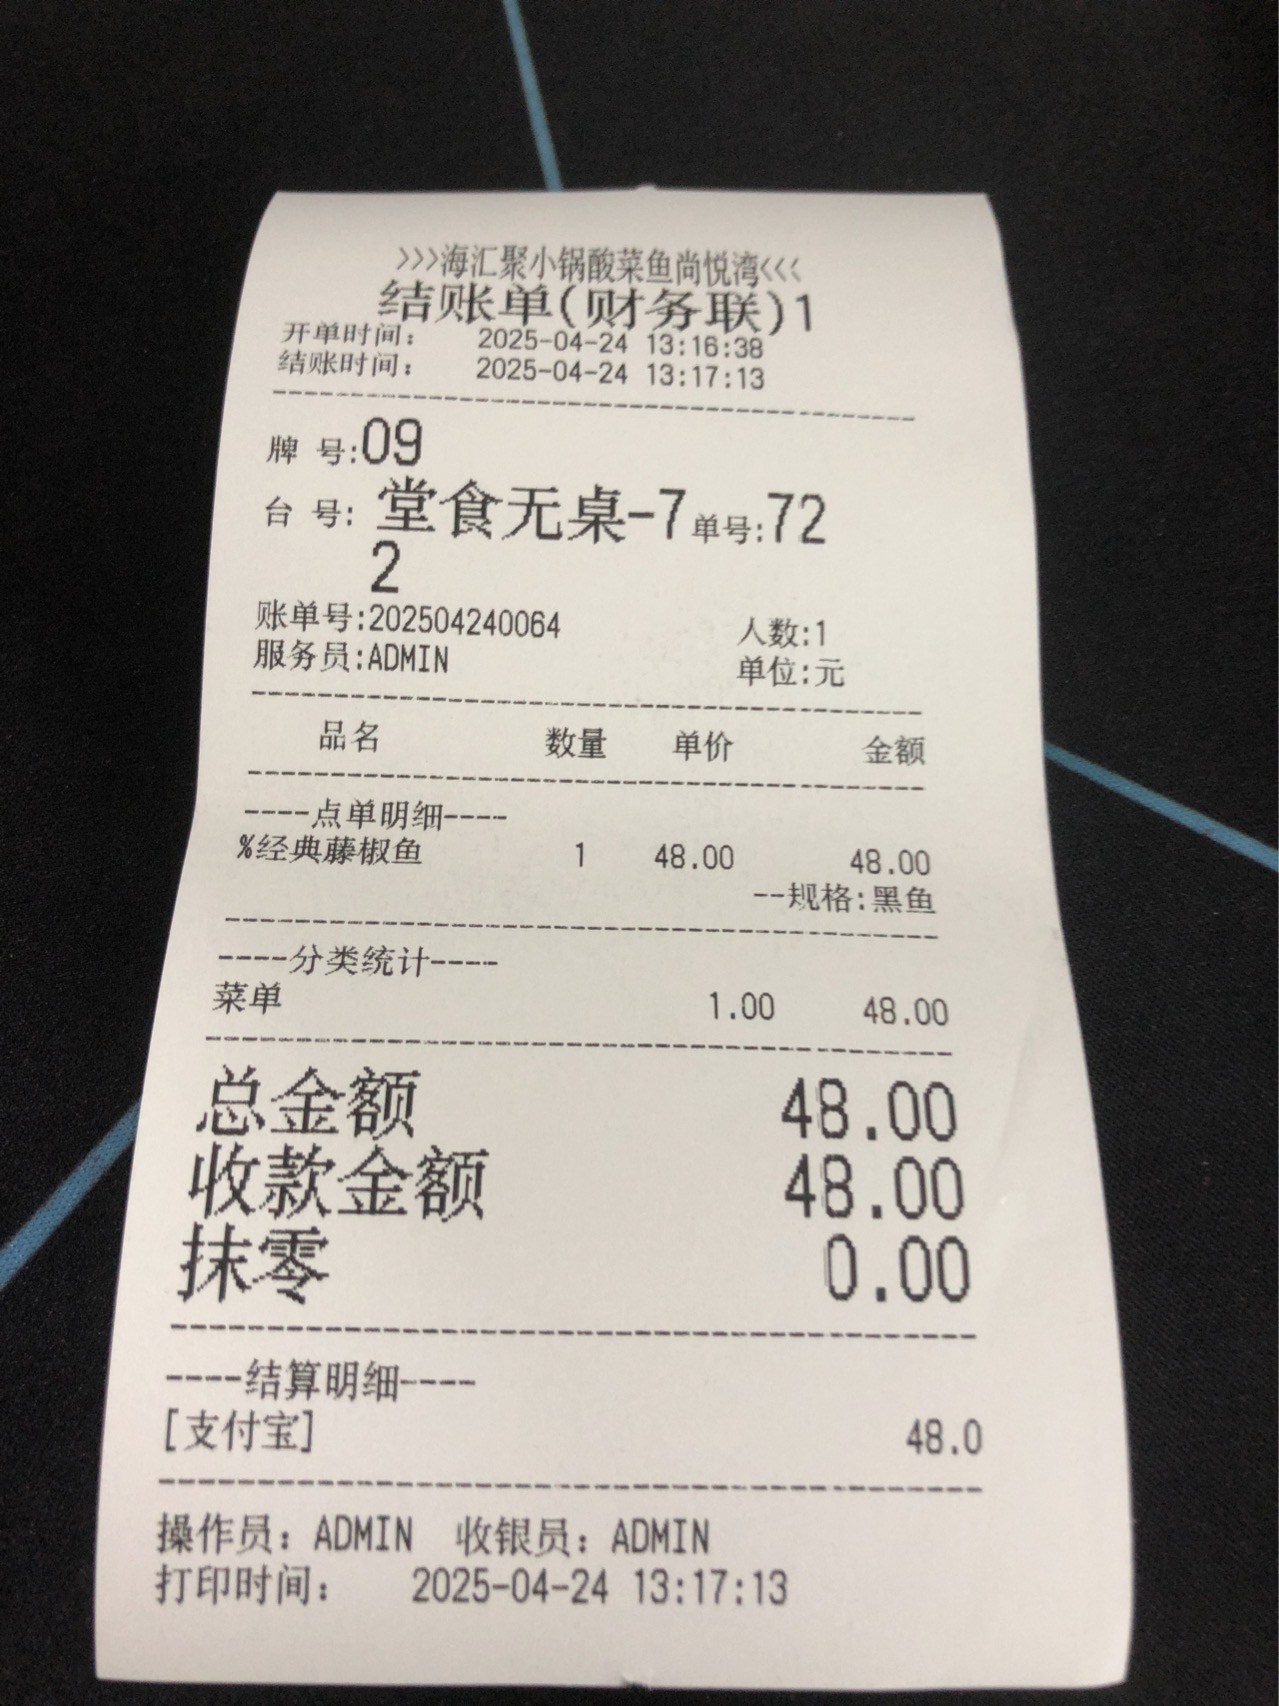 >>>海汇聚小锅酸菜鱼尚悦湾<<<
结账单(财务联)1
开单时间： 2025-04-24 13:16:38
结账时间： 2025-04-24 13:17:13
牌 号:09
台 号: 堂食无桌-7 单号:72
2
账单号:202504240064 人数:1
服务员:ADMIN 单位:元
品名 数量 单价 金额
----点单明细----
%经典藤椒鱼 1 48.00 48.00
--规格:黑鱼
----分类统计----
菜单 1.00 48.00
总金额 48.00
收款金额 48.00
抹零 0.00
----结算明细----
[支付宝] 48.0
操作员：ADMIN 收银员：ADMIN
打印时间： 2025-04-24 13:17:13